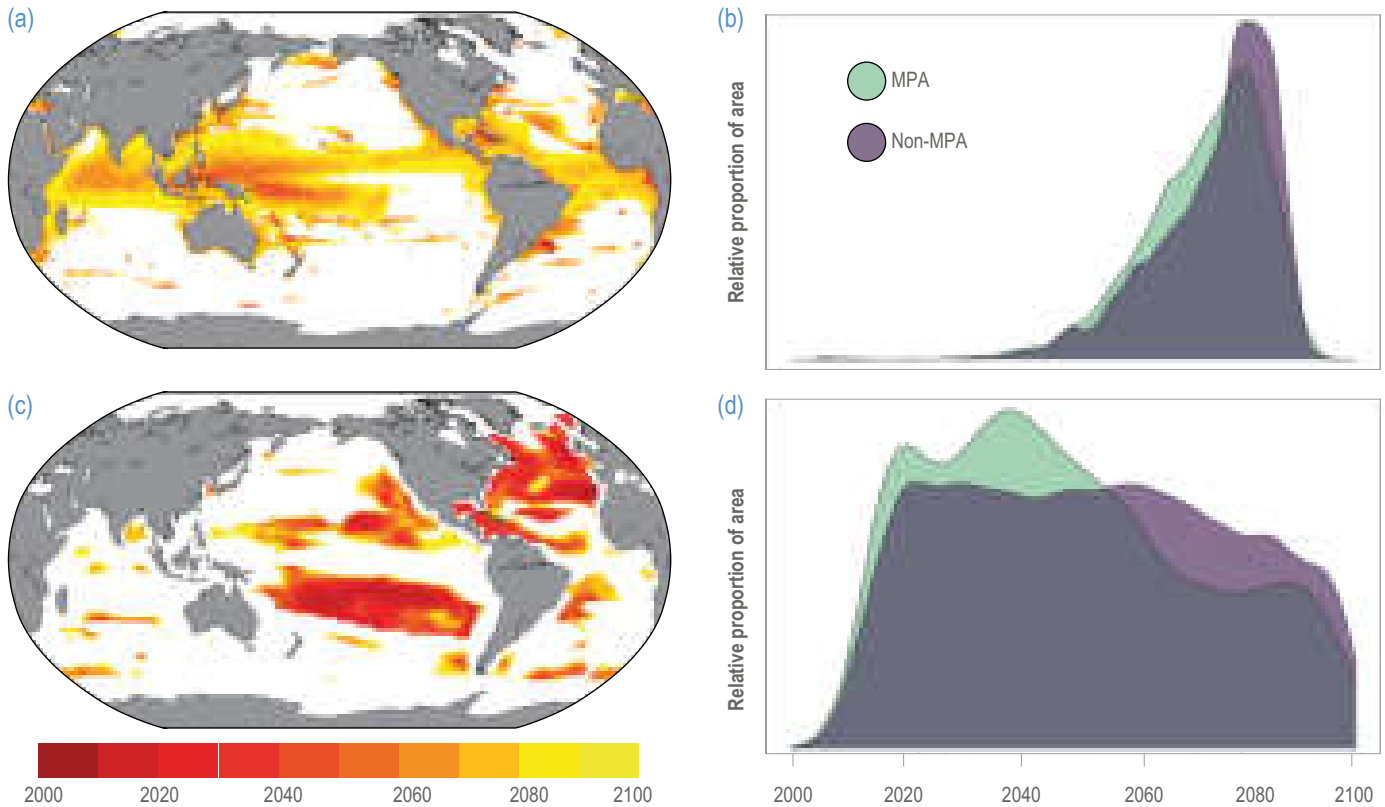 (a)
(b)
MPA
Non-MPA
Relative proportion of area
(c)
(d)
Relative proportion of area
2000 2020 2040 2060 2080 2100
2000 2020 2040 2060 2080 2100